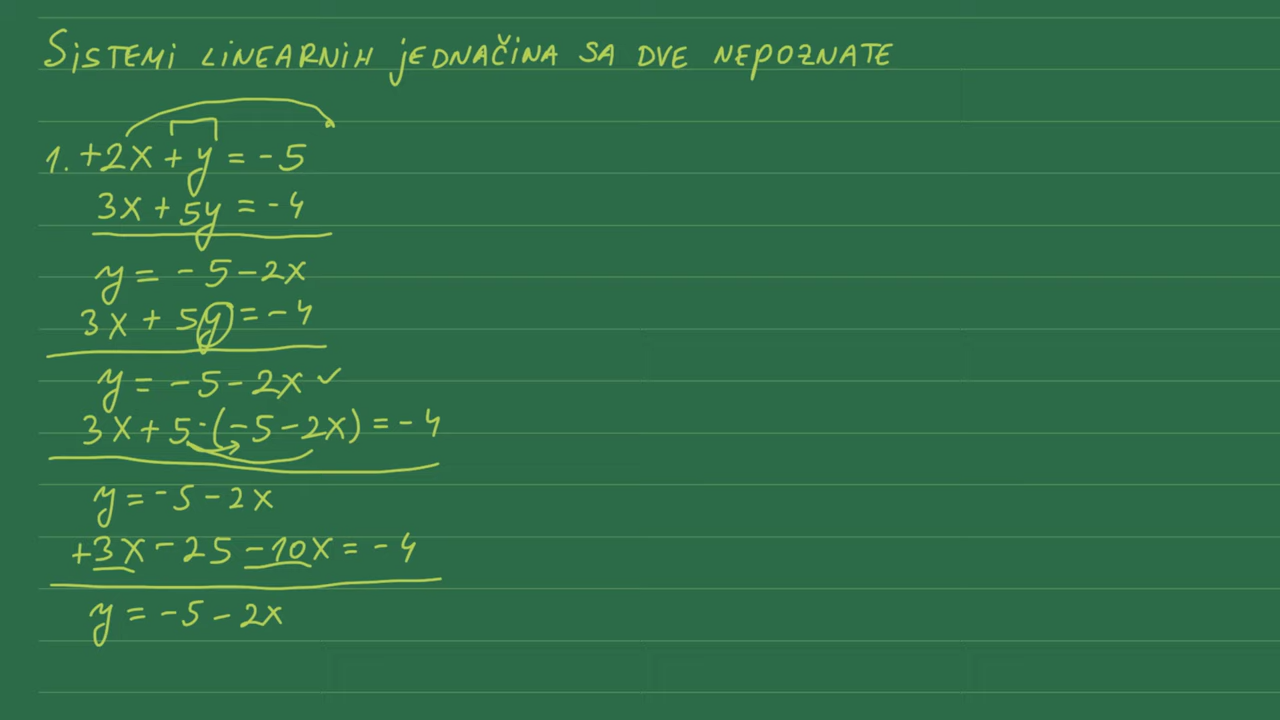 SISTEMI LINEARNIH JEDNAČINA SA DVE NEPOZNATE
1. +2x + y = -5
3x + 5y = -4
y = -5 - 2x
3x + 5y = -4
y = -5 - 2x ✓
3x + 5·(-5 - 2x) = -4
y = -5 - 2x
+3x - 25 - 10x = -4
y = -5 - 2x